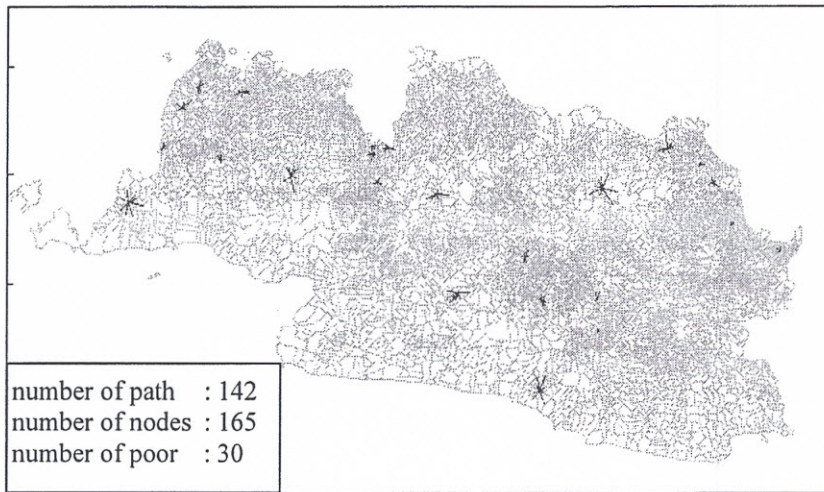 number of path : 142
number of nodes : 165
number of poor : 30